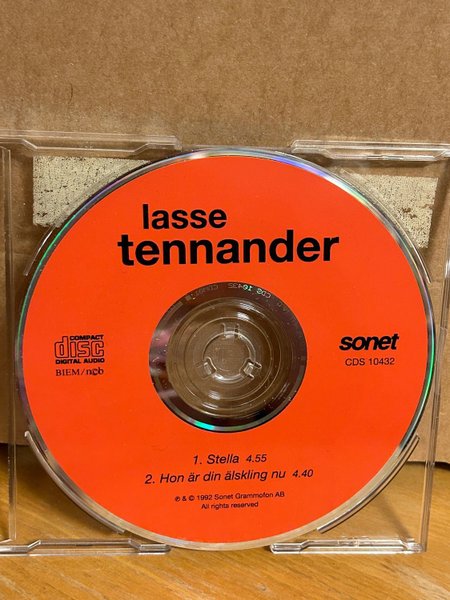 lasse
tennander
COMPACT
disc
DIGITAL AUDIO
BIEM/ncb
sonet
CDS 10432
1. Stella 4.55
2. Hon är din älskling nu 4.40
℗ & © 1992 Sonet Grammofon AB
All rights reserved